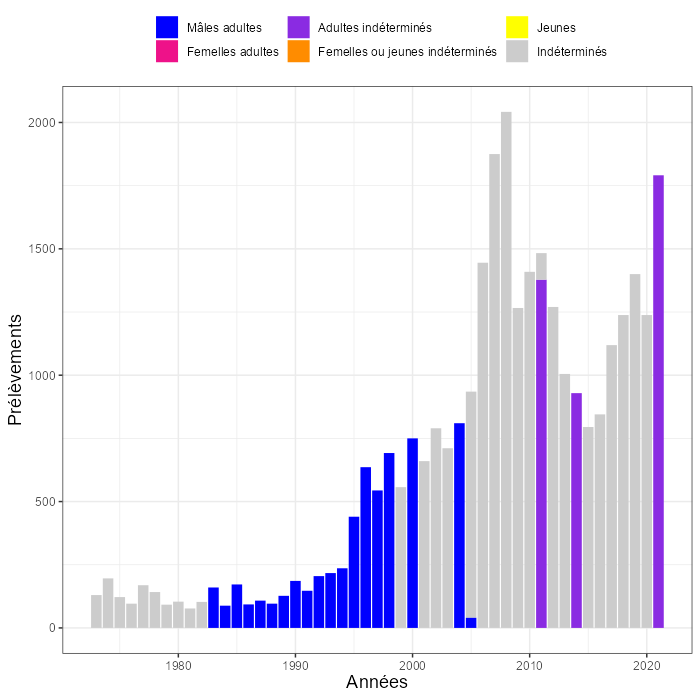 Mâles adultes Adultes indéterminés Jeunes
Femelles adultes Femelles ou jeunes indéterminés Indéterminés
2000
1500
1000
500
0
Prélèvements
1980 1990 2000 2010 2020
Années